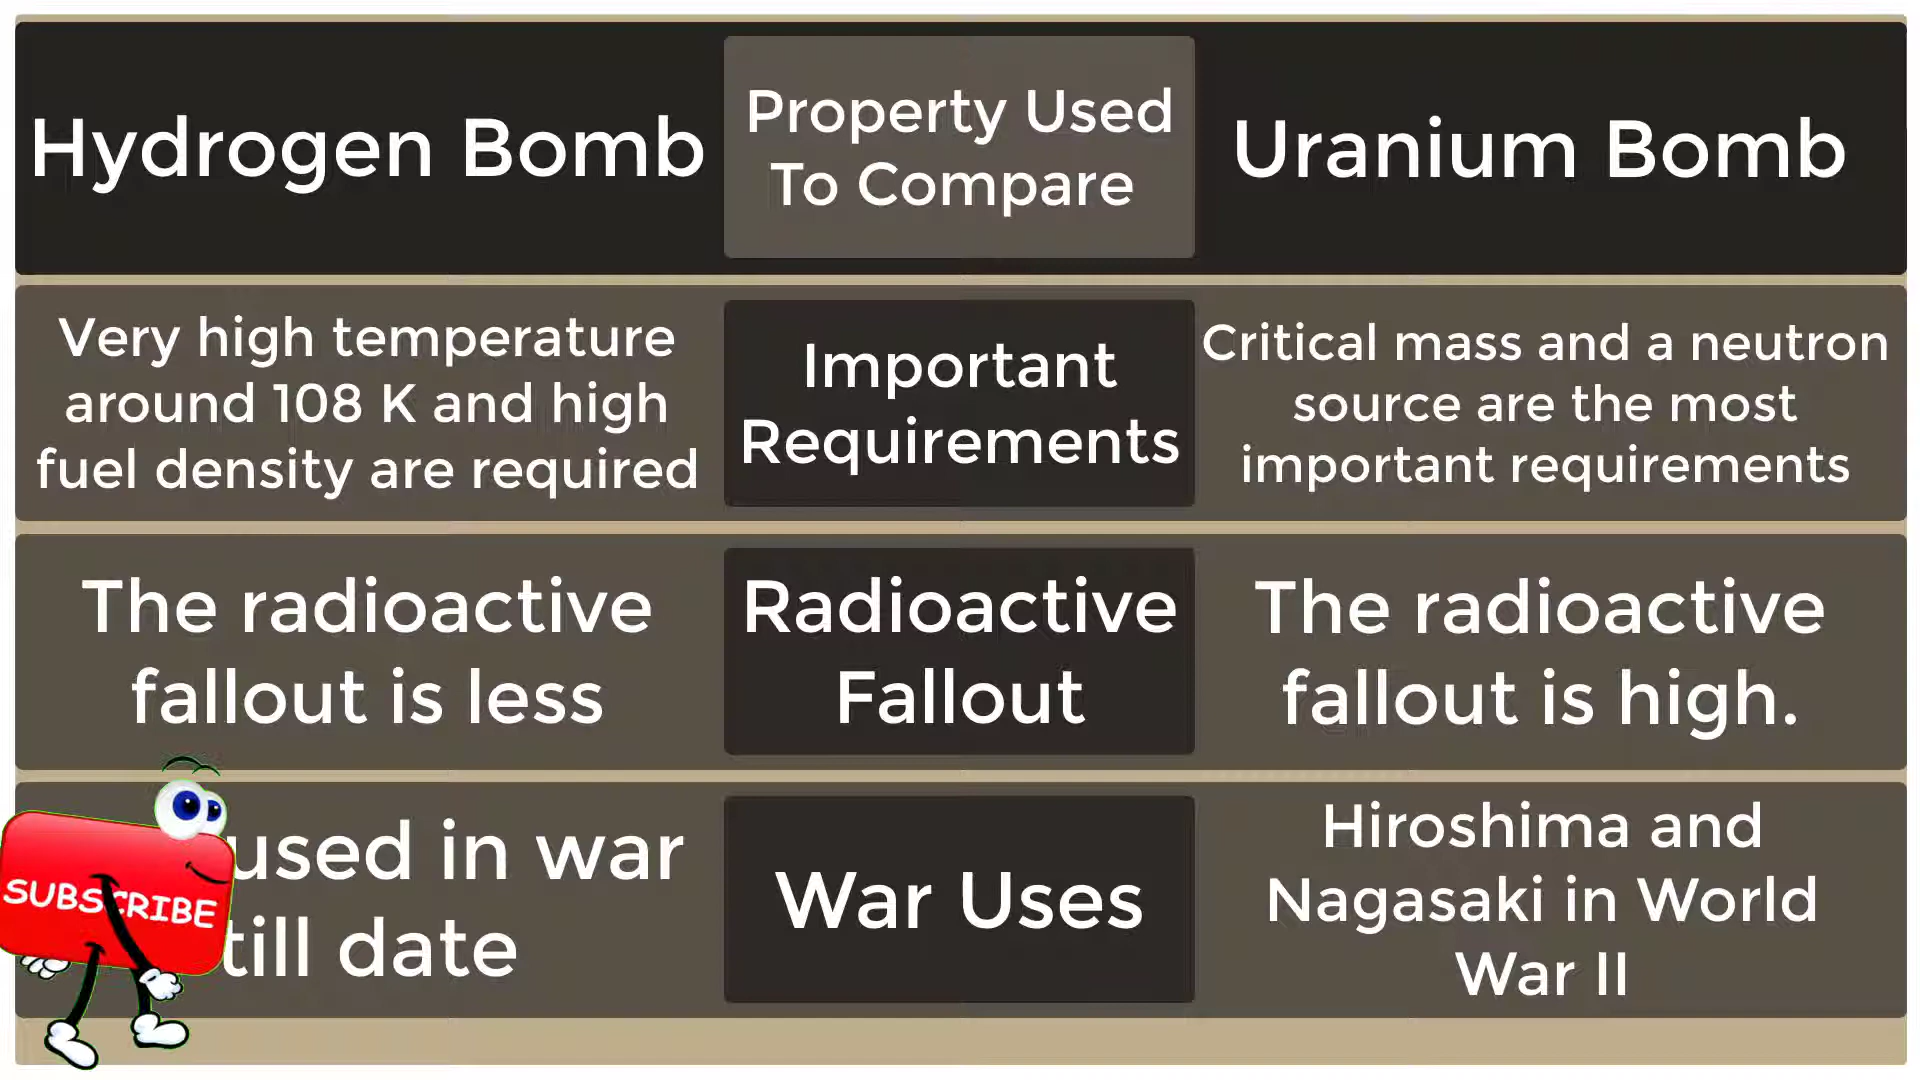 Hydrogen Bomb
Property Used
To Compare
Uranium Bomb
Very high temperature
around 108 K and high
fuel density are required
Important
Requirements
Critical mass and a neutron
source are the most
important requirements
The radioactive
fallout is less
Radioactive
Fallout
The radioactive
fallout is high.
used in war
till date
War Uses
Hiroshima and
Nagasaki in World
War II
SUBSCRIBE